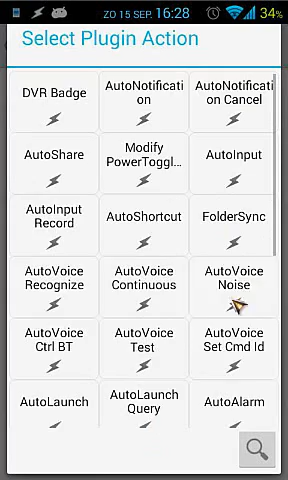 ZO 15 SEP. 16:28 34%
Select Plugin Action
DVR Badge
AutoNotificati
on
AutoNotificati
on Cancel
AutoShare
Modify
PowerToggl...
AutoInput
AutoInput
Record
AutoShortcut
FolderSync
AutoVoice
Recognize
AutoVoice
Continuous
AutoVoice
Noise
AutoVoice
Ctrl BT
AutoVoice
Test
AutoVoice
Set Cmd Id
AutoLaunch
AutoLaunch
Query
AutoAlarm